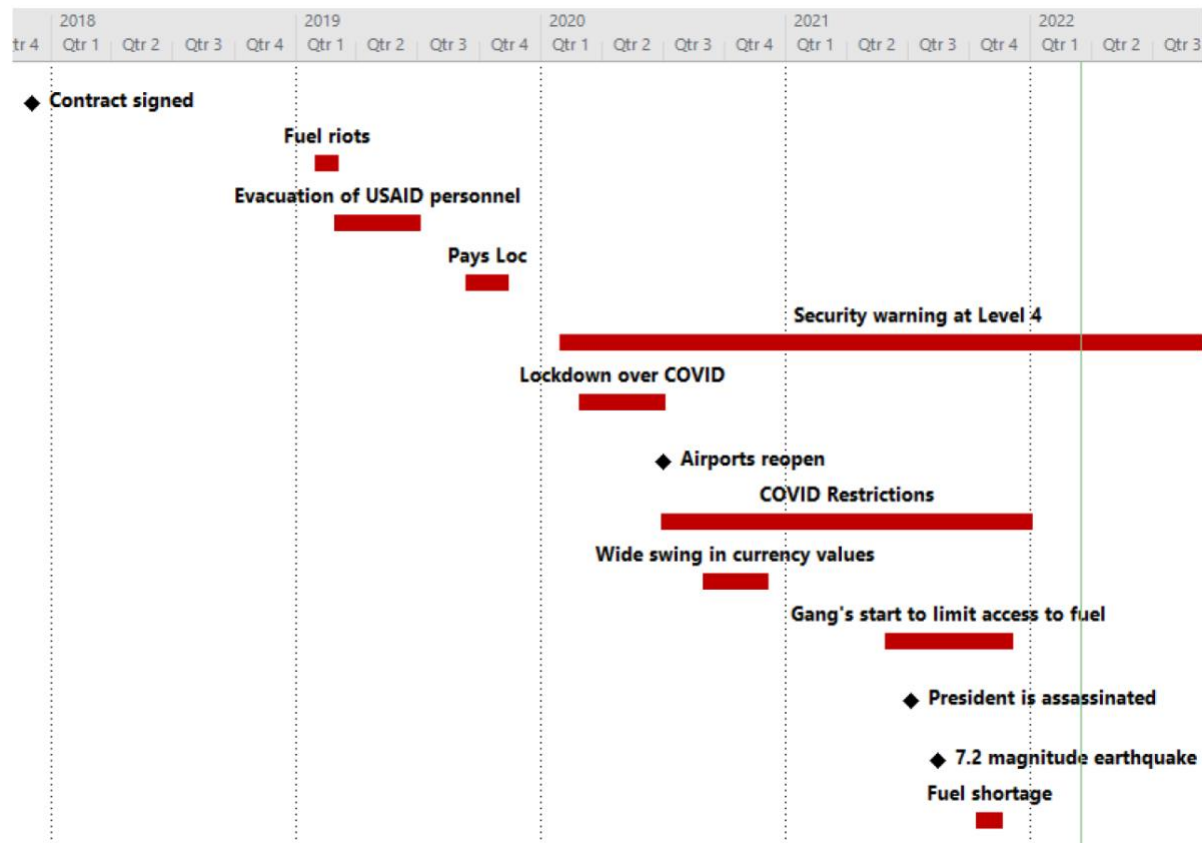 2018 2019 2020 2021 2022
tr 4 Qtr 1 Qtr 2 Qtr 3 Qtr 4 Qtr 1 Qtr 2 Qtr 3 Qtr 4 Qtr 1 Qtr 2 Qtr 3 Qtr 4 Qtr 1 Qtr 2 Qtr 3 Qtr 4 Qtr 1 Qtr 2 Qtr 3
Contract signed
Fuel riots
Evacuation of USAID personnel
Pays Loc
Security warning at Level 4
Lockdown over COVID
Airports reopen
COVID Restrictions
Wide swing in currency values
Gang's start to limit access to fuel
President is assassinated
7.2 magnitude earthquake
Fuel shortage